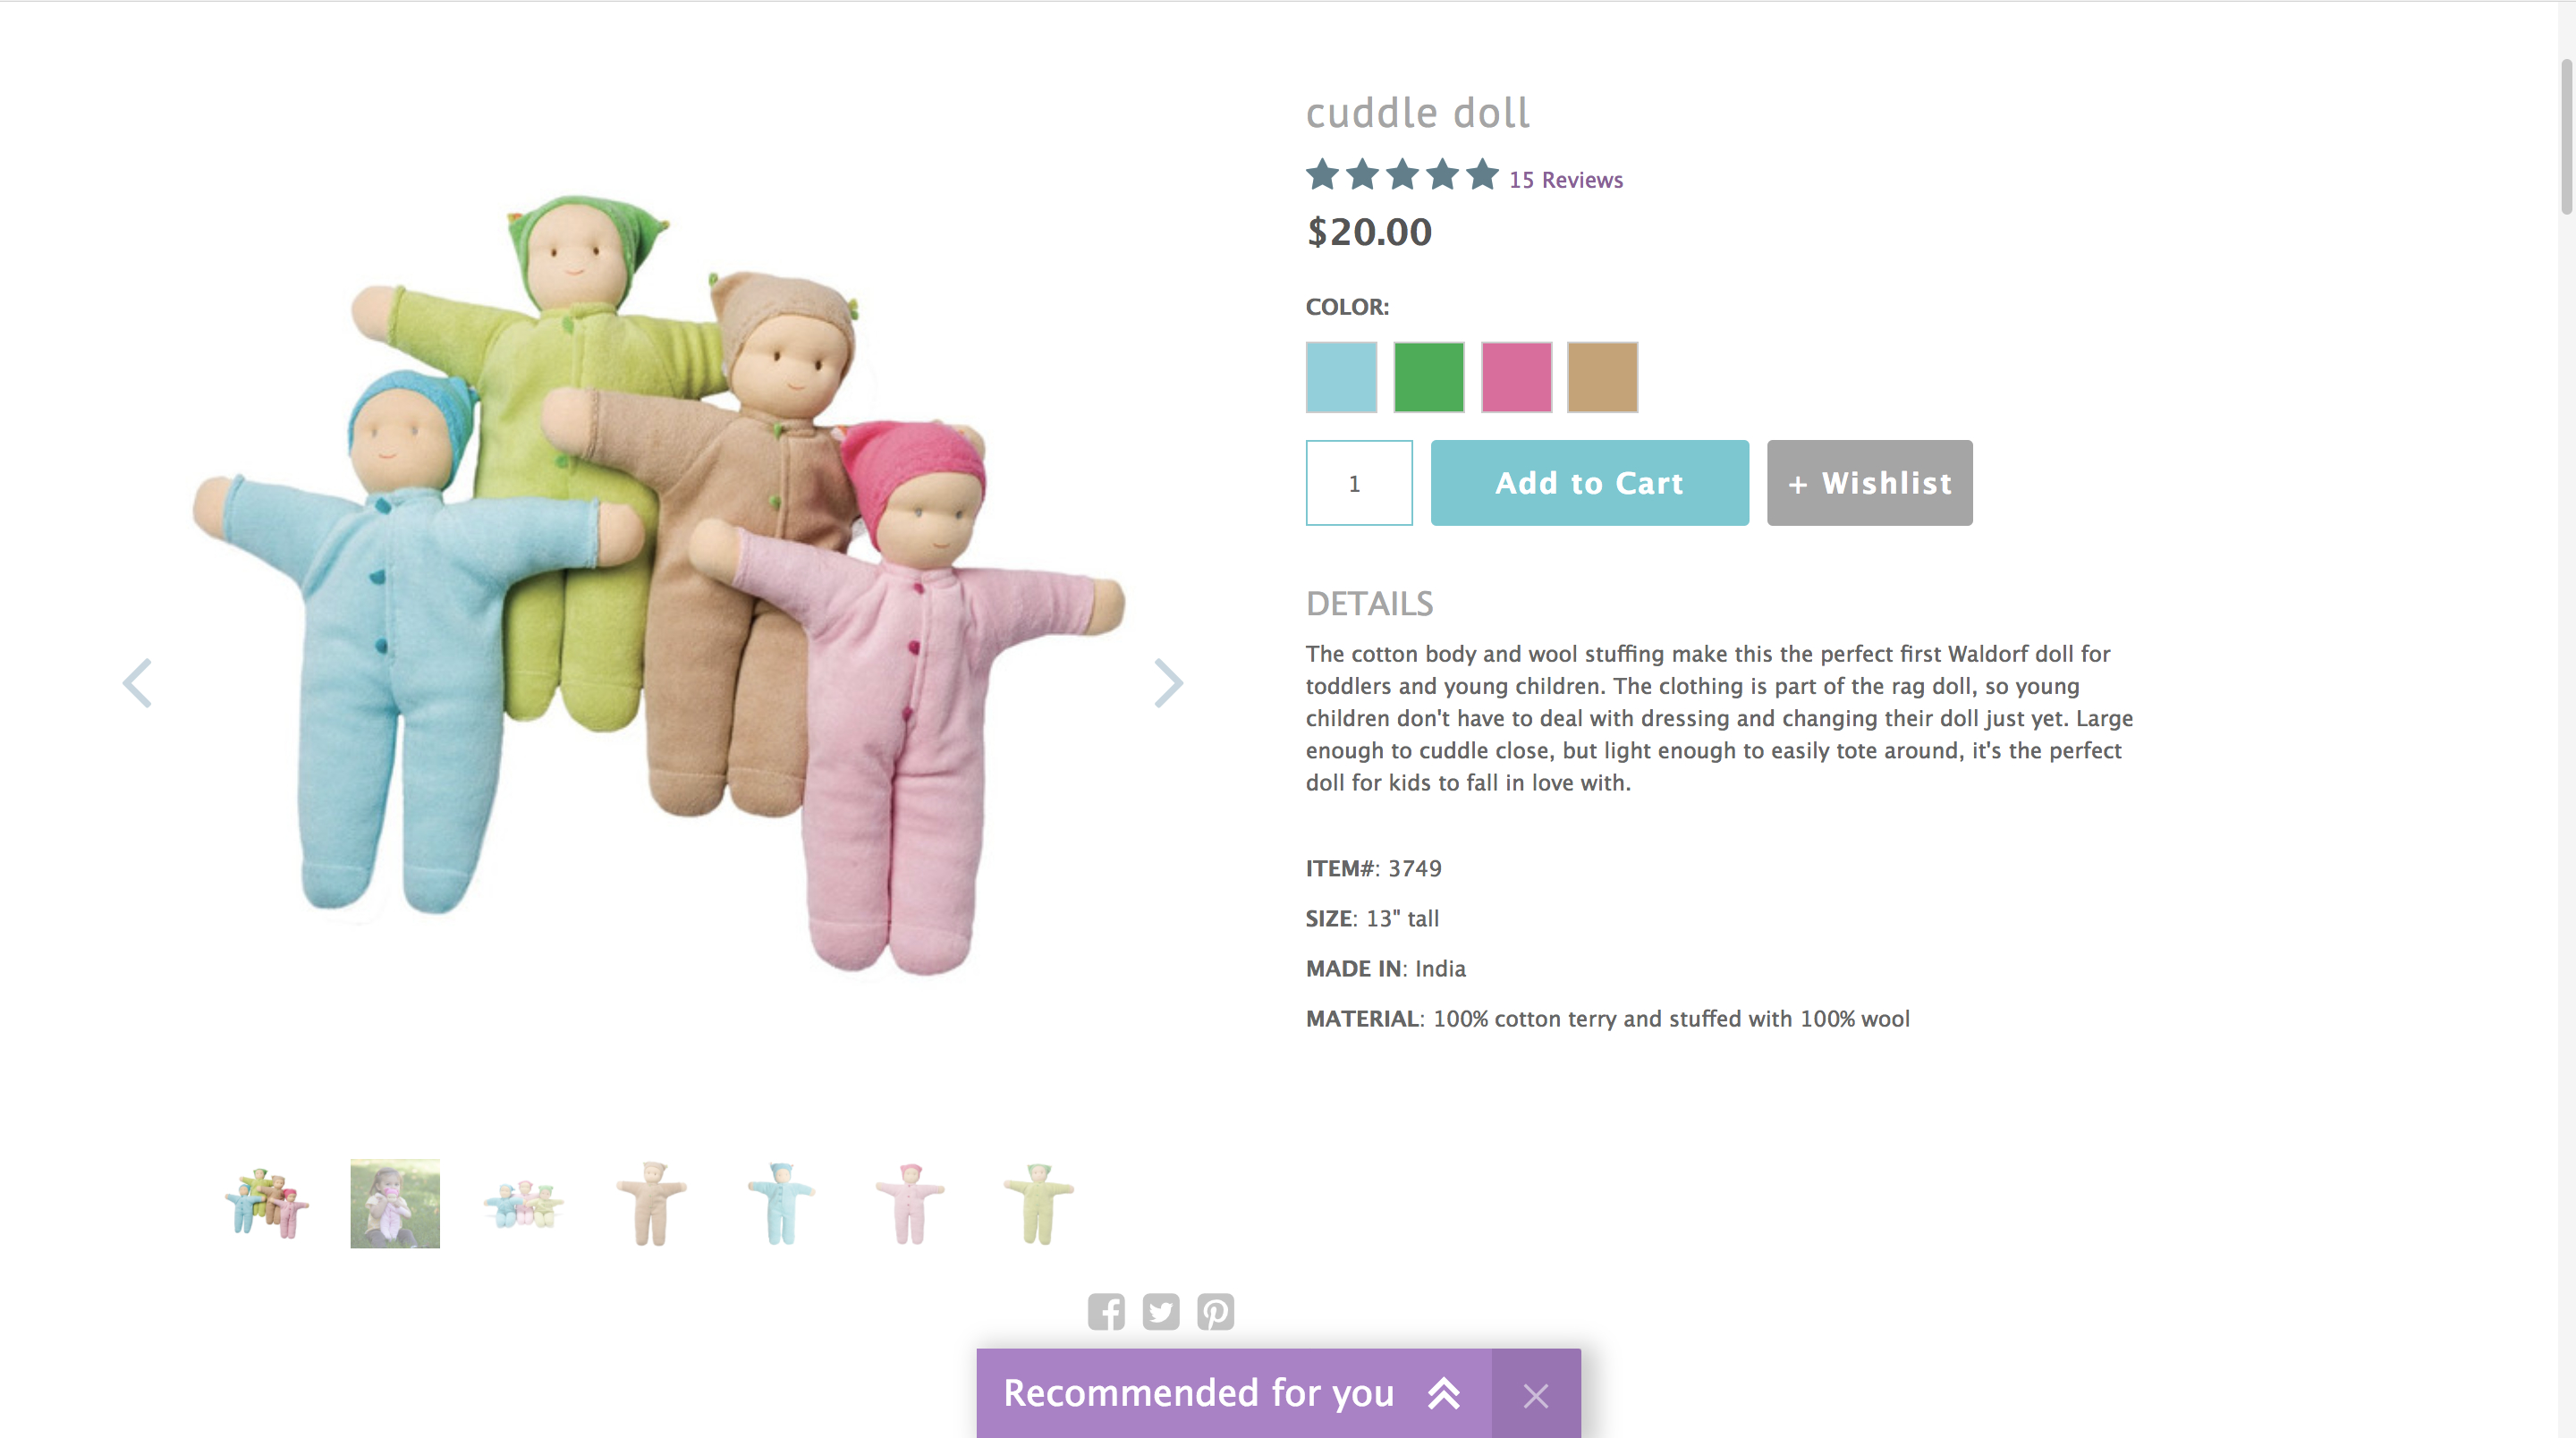 cuddle doll
15 Reviews
$20.00
COLOR:
1
Add to Cart
+ Wishlist
DETAILS
The cotton body and wool stuffing make this the perfect first Waldorf doll for
toddlers and young children. The clothing is part of the rag doll, so young
children don't have to deal with dressing and changing their doll just yet. Large
enough to cuddle close, but light enough to easily tote around, it's the perfect
doll for kids to fall in love with.
ITEM#: 3749
SIZE: 13" tall
MADE IN: India
MATERIAL: 100% cotton terry and stuffed with 100% wool
Recommended for you